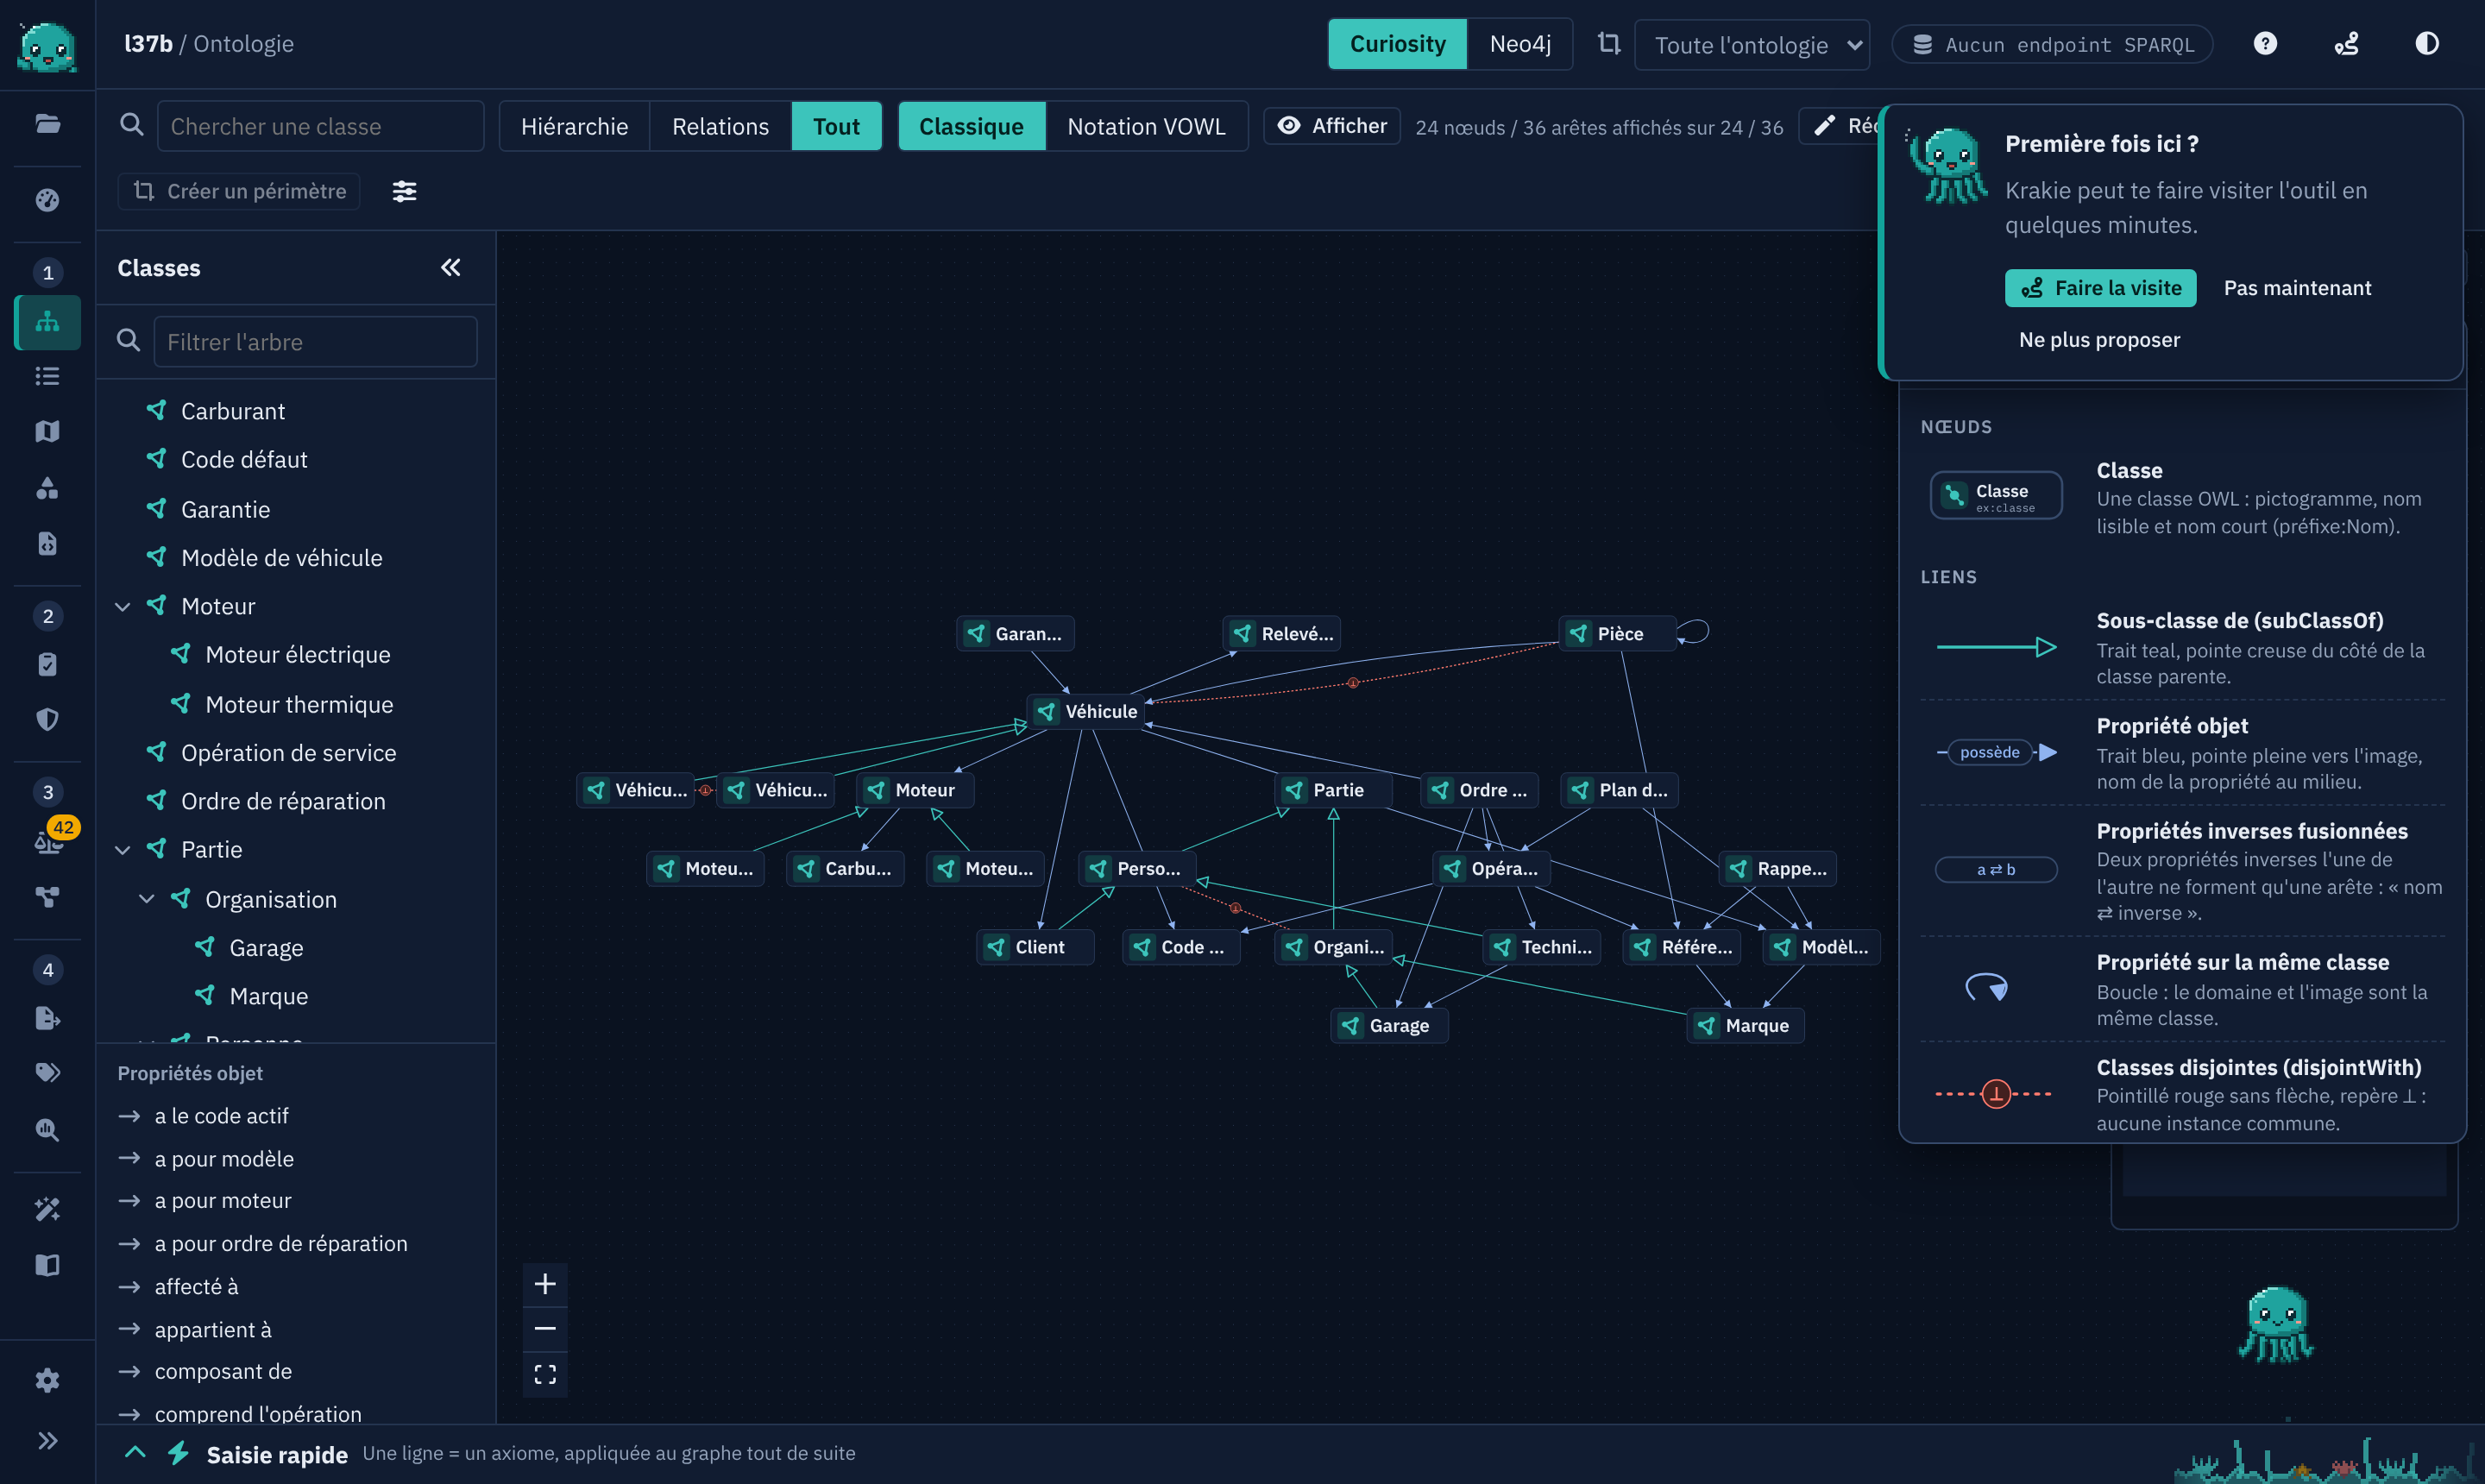 l37b / Ontologie
Curiosity
Neo4j
Toute l'ontologie
Aucun endpoint SPARQL
Chercher une classe
Hiérarchie
Relations
Tout
Classique
Notation VOWL
Afficher
24 nœuds / 36 arêtes affichés sur 24 / 36
Créer un périmètre
Première fois ici ?
Krakie peut te faire visiter l'outil en
quelques minutes.
Faire la visite
Pas maintenant
Ne plus proposer
1
2
3
42
4
Classes
Filtrer l'arbre
Carburant
Code défaut
Garantie
Modèle de véhicule
Moteur
Moteur électrique
Moteur thermique
Opération de service
Ordre de réparation
Partie
Organisation
Garage
Marque
Propriétés objet
a le code actif
a pour modèle
a pour moteur
a pour ordre de réparation
affecté à
appartient à
composant de
comprend l'opération
Garan...
Relevé...
Pièce
Véhicule
Véhicu...
Véhicu...
Moteur
Partie
Ordre ...
Plan d...
Moteu...
Carbu...
Moteu...
Perso...
Opéra...
Rappe...
Client
Code ...
Organi...
Techni...
Référe...
Modèl...
Garage
Marque
NŒUDS
Classe
ex:classe
Classe
Une classe OWL : pictogramme, nom
lisible et nom court (préfixe:Nom).
LIENS
Sous-classe de (subClassOf)
Trait teal, pointe creuse du côté de la
classe parente.
possède
Propriété objet
Trait bleu, pointe pleine vers l'image,
nom de la propriété au milieu.
a ⇄ b
Propriétés inverses fusionnées
Deux propriétés inverses l'une de
l'autre ne forment qu'une arête : « nom
⇄ inverse ».
Propriété sur la même classe
Boucle : le domaine et l'image sont la
même classe.
Classes disjointes (disjointWith)
Pointillé rouge sans flèche, repère ⊥ :
aucune instance commune.
Saisie rapide
Une ligne = un axiome, appliquée au graphe tout de suite